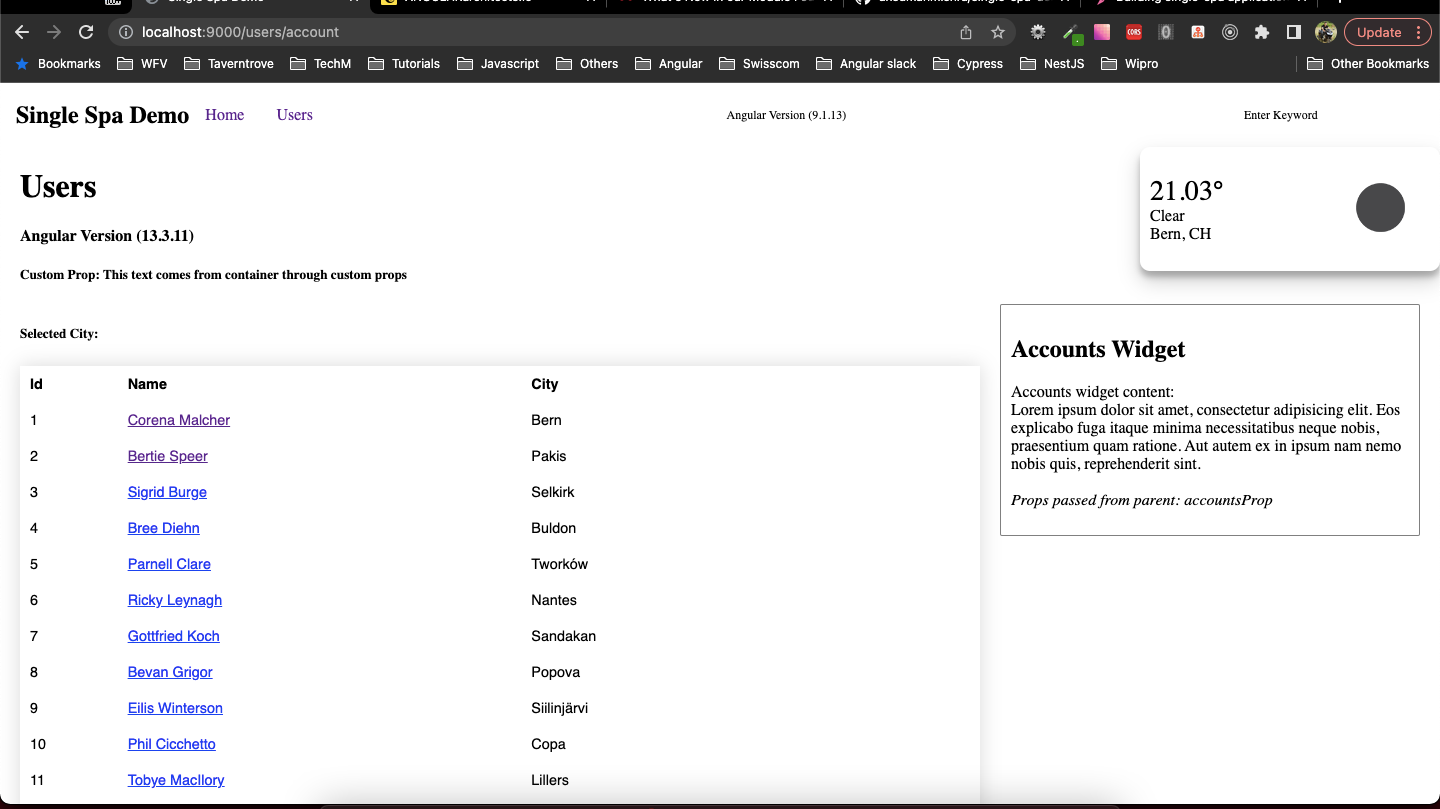 localhost:9000/users/account
Update
Bookmarks WFV Taverntrove TechM Tutorials Javascript Others Angular Swisscom Angular slack Cypress NestJS Wipro Other Bookmarks
Single Spa Demo Home Users Angular Version (9.1.13) Enter Keyword
Users
Angular Version (13.3.11)
Custom Prop: This text comes from container through custom props
21.03°
Clear
Bern, CH
Selected City:
Id Name City
1 Corena Malcher Bern
2 Bertie Speer Pakis
3 Sigrid Burge Selkirk
4 Bree Diehn Buldon
5 Parnell Clare Tworków
6 Ricky Leynagh Nantes
7 Gottfried Koch Sandakan
8 Bevan Grigor Popova
9 Eilis Winterson Siilinjärvi
10 Phil Cicchetto Copa
11 Tobye MacIlory Lillers
Accounts Widget
Accounts widget content:
Lorem ipsum dolor sit amet, consectetur adipisicing elit. Eos
explicabo fuga itaque minima necessitatibus neque nobis,
praesentium quam ratione. Aut autem ex in ipsum nam nemo
nobis quis, reprehenderit sint.
Props passed from parent: accountsProp